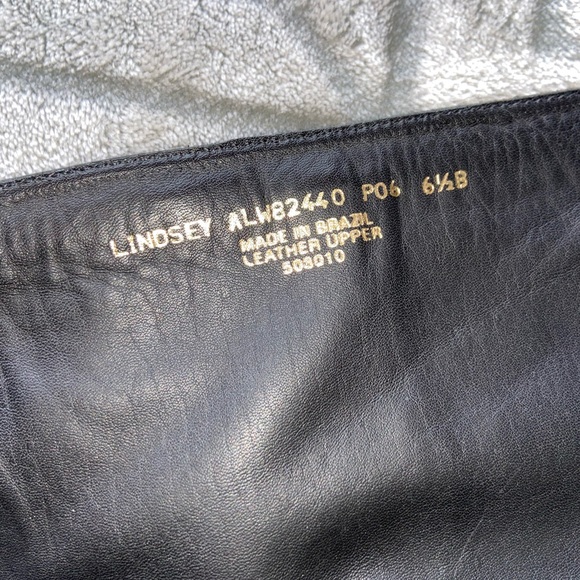 LINDSEY ALW82440 P06 6½B
MADE IN BRAZIL
LEATHER UPPER
503010